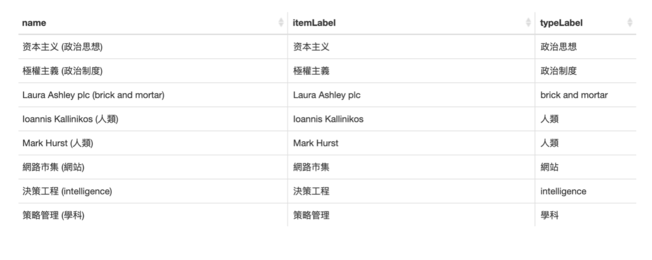 name itemLabel typeLabel
资本主义 (政治思想) 资本主义 政治思想
極權主義 (政治制度) 極權主義 政治制度
Laura Ashley plc (brick and mortar) Laura Ashley plc brick and mortar
Ioannis Kallinikos (人類) Ioannis Kallinikos 人類
Mark Hurst (人類) Mark Hurst 人類
網路市集 (網站) 網路市集 網站
決策工程 (intelligence) 決策工程 intelligence
策略管理 (學科) 策略管理 學科